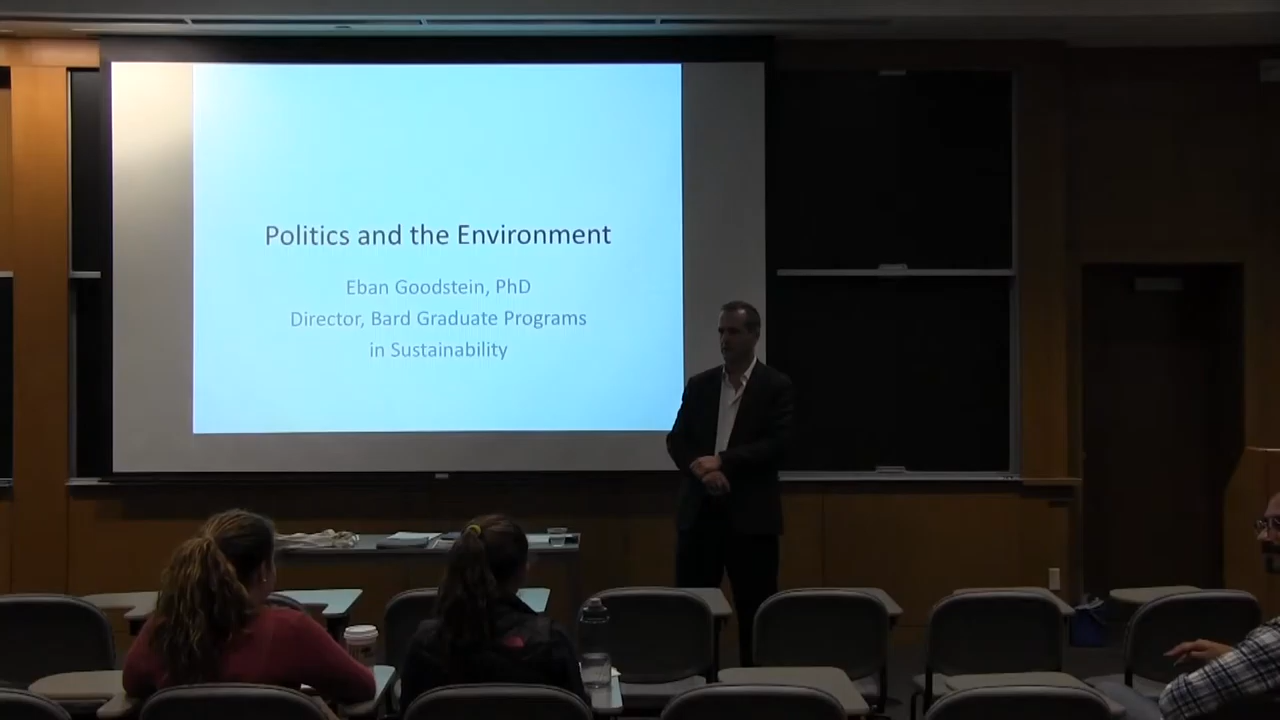 Politics and the Environment
Eban Goodstein, PhD
Director, Bard Graduate Programs
in Sustainability